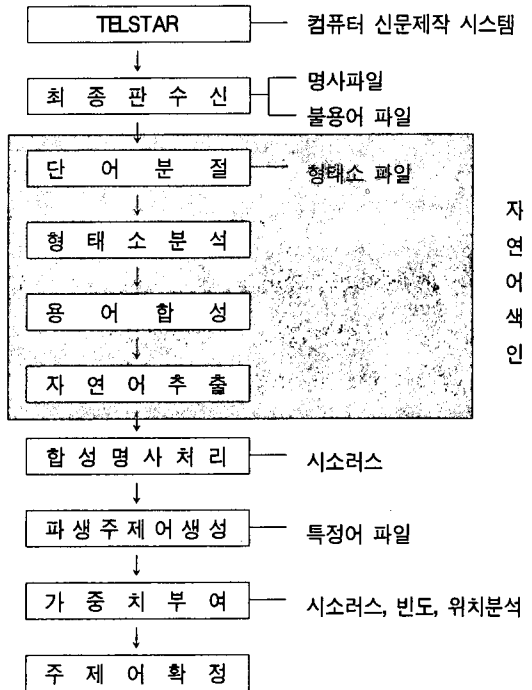 TELSTAR 컴퓨터 신문제작 시스템
최종판수신 명사파일
불용어 파일
단어분절 형태소 파일
형태소분석
용어합성
자연어추출
자연어색인
합성명사처리 시소러스
파생주제어생성 특정어 파일
가중치부여 시소러스, 빈도, 위치분석
주제어확정